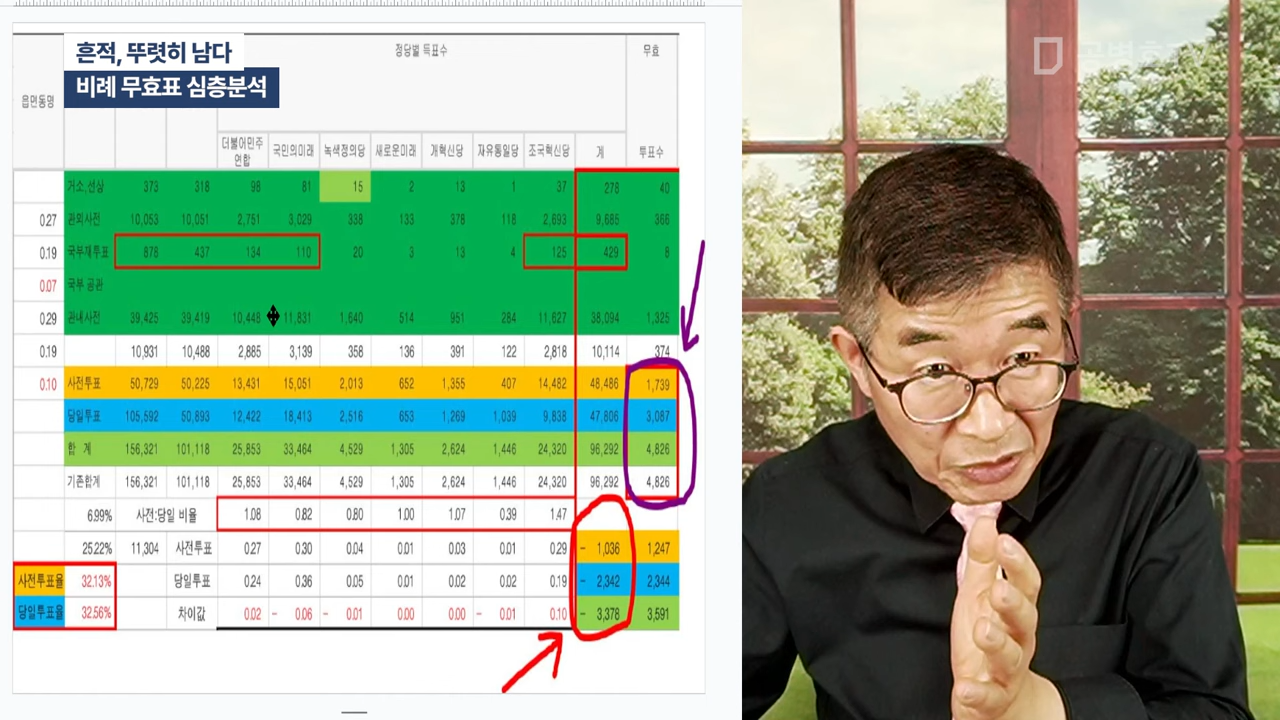 흔적, 뚜렷히 남다
비례 무효표 심층분석
정당별 득표수 무효
읍면동명
더불어민주연합 국민의미래 녹색정의당 새로운미래 개혁신당 자유통일당 조국혁신당 계 투표수
거소,선상 373 318 98 81 15 2 13 1 37 278 40
0.27 관외사전 10,053 10,051 2,751 3,029 338 133 378 118 2,693 9,685 366
0.19 국부재투표 878 437 134 110 20 3 13 4 125 429 8
0.07 국부 공관
0.29 관내사전 39,425 39,419 10,448 11,831 1,640 514 951 284 11,627 38,094 1,325
0.19 10,931 10,488 2,885 3,139 358 136 391 122 2,818 10,114 374
0.10 사전투표 50,729 50,225 13,431 15,051 2,013 652 1,355 407 14,482 48,486 1,739
당일투표 105,592 50,893 12,422 18,413 2,516 653 1,269 1,039 9,838 47,806 3,087
합 계 156,321 101,118 25,853 33,464 4,529 1,305 2,624 1,446 24,320 96,292 4,826
기존합계 156,321 101,118 25,853 33,464 4,529 1,305 2,624 1,446 24,320 96,292 4,826
6.99% 사전:당일 비율 1.08 0.82 0.80 1.00 1.07 0.39 1.47
25.22% 11,304 사전투표 0.27 0.30 0.04 0.01 0.03 0.01 0.29 - 1,036 1,247
사전투표율 32.13% 당일투표 0.24 0.36 0.05 0.01 0.02 0.02 0.19 - 2,342 2,344
당일투표율 32.56% 차이값 0.02 - 0.06 - 0.01 0.00 0.00 - 0.01 0.10 - 3,378 3,591